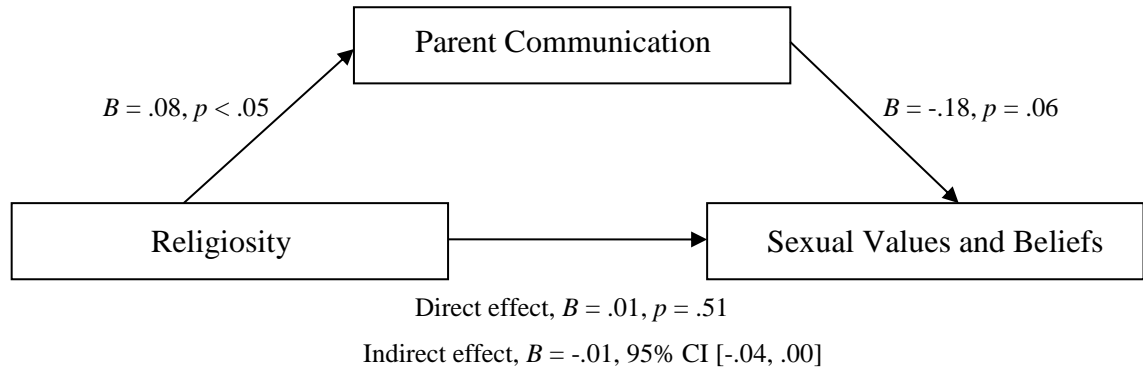 Parent Communication
B = .08, p < .05
B = -.18, p = .06
Religiosity
Sexual Values and Beliefs
Direct effect, B = .01, p = .51
Indirect effect, B = -.01, 95% CI [-.04, .00]